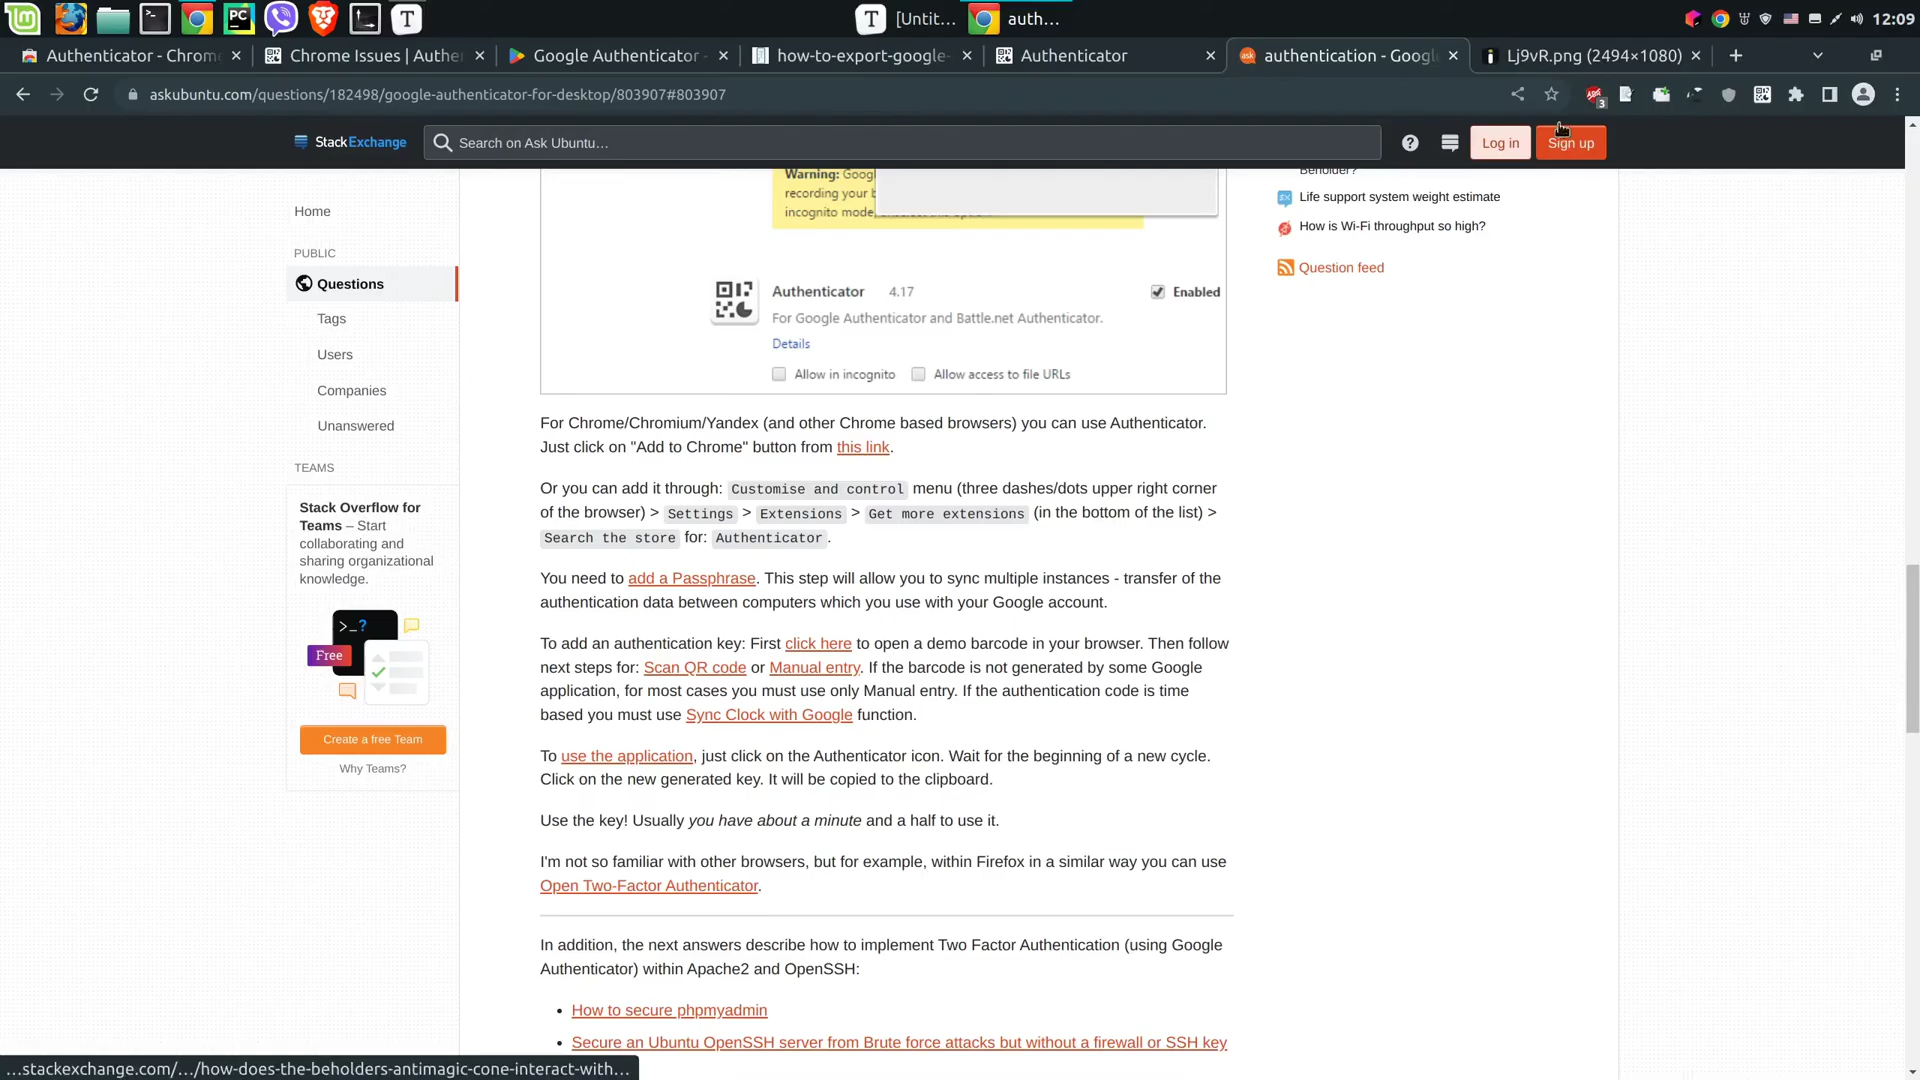 [Untit...
auth...
12:09
Authenticator - Chrom
Chrome Issues | Authen
Google Authenticator -
how-to-export-google-
Authenticator
authentication - Googl
Lj9vR.png (2494×1080)
askubuntu.com/questions/182498/google-authenticator-for-desktop/803907#803907
3
StackExchange
Search on Ask Ubuntu…
Log in
Sign up
Home
PUBLIC
Questions
Tags
Users
Companies
Unanswered
TEAMS
Stack Overflow for
Teams – Start
collaborating and
sharing organizational
knowledge.
>_?
Free
Create a free Team
Why Teams?
Warning: Googl
recording your b
incognito mode,
Authenticator 4.17
Enabled
For Google Authenticator and Battle.net Authenticator.
Details
Allow in incognito
Allow access to file URLs
For Chrome/Chromium/Yandex (and other Chrome based browsers) you can use Authenticator.
Just click on "Add to Chrome" button from this link.
Or you can add it through: Customise and control menu (three dashes/dots upper right corner
of the browser) > Settings > Extensions > Get more extensions (in the bottom of the list) >
Search the store for: Authenticator.
You need to add a Passphrase. This step will allow you to sync multiple instances - transfer of the
authentication data between computers which you use with your Google account.
To add an authentication key: First click here to open a demo barcode in your browser. Then follow
next steps for: Scan QR code or Manual entry. If the barcode is not generated by some Google
application, for most cases you must use only Manual entry. If the authentication code is time
based you must use Sync Clock with Google function.
To use the application, just click on the Authenticator icon. Wait for the beginning of a new cycle.
Click on the new generated key. It will be copied to the clipboard.
Use the key! Usually you have about a minute and a half to use it.
I'm not so familiar with other browsers, but for example, within Firefox in a similar way you can use
Open Two-Factor Authenticator.
In addition, the next answers describe how to implement Two Factor Authentication (using Google
Authenticator) within Apache2 and OpenSSH:
• How to secure phpmyadmin
• Secure an Ubuntu OpenSSH server from Brute force attacks but without a firewall or SSH key
Beholder?
Life support system weight estimate
How is Wi-Fi throughput so high?
Question feed
…stackexchange.com/…/how-does-the-beholders-antimagic-cone-interact-with…